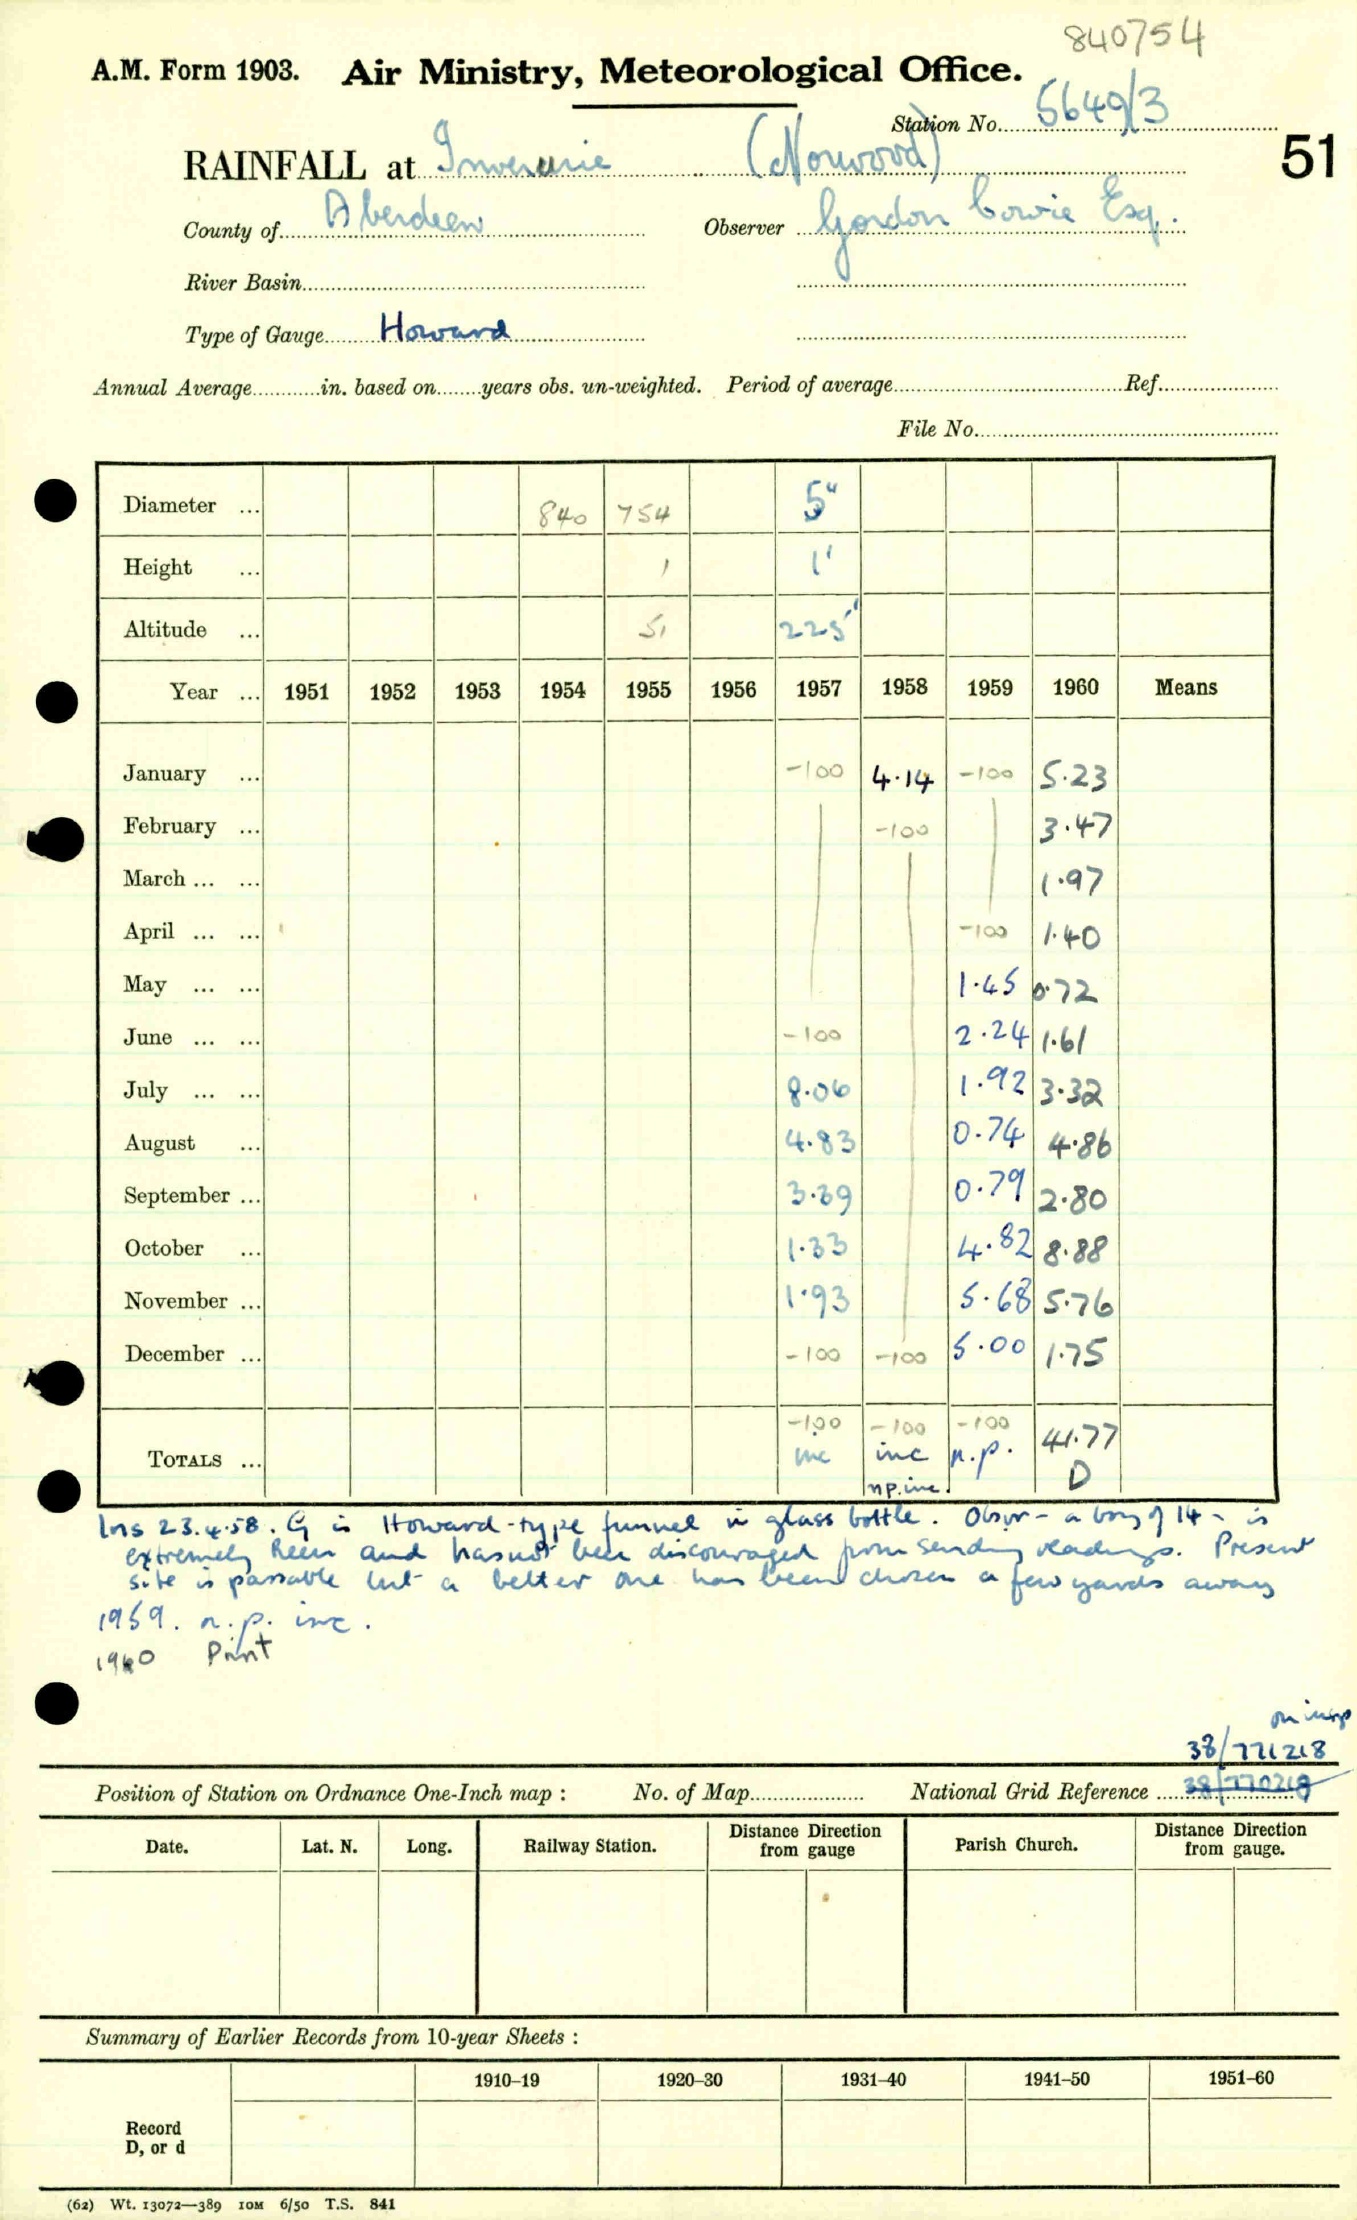 840754
A.M. Form 1903. Air Ministry, Meteorological Office.
Station No. 5649/3
51
RAINFALL at Inverurie (Norwood)
County of Aberdeen Observer Gordon Cowie Esq.
River Basin
Type of Gauge Howard
Annual Average in. based on years obs. un-weighted. Period of average Ref.
File No.
Diameter ... 840 754 5"
Height ... 1 1'
Altitude ... 51 225'
Year ... 1951 1952 1953 1954 1955 1956 1957 1958 1959 1960 Means
January ... -100 4.14 -100 5.23
February ... -100 3.47
March ... ... 1.97
April ... ... -100 1.40
May ... ... 1.45 0.72
June ... ... -100 2.24 1.61
July ... ... 8.06 1.92 3.32
August ... 4.83 0.74 4.86
September ... 3.39 0.79 2.80
October ... 1.33 4.82 8.88
November ... 1.93 5.68 5.76
December ... -100 -100 5.00 1.75
-100 -100 -100 41.77
TOTALS ... inc inc n.p. D
n.p. inc.
Ins 23.4.58. G is Howard-type funnel in glass bottle. Obsvr - a boy of 14 - is
extremely keen and has not been discouraged from sending readings. Present
site is passable but a better one has been chosen a few yards away
1959. n.p. inc.
1960 Print
on insp
38/771218
Position of Station on Ordnance One-Inch map : No. of Map National Grid Reference 38/770218
Date. Lat. N. Long. Railway Station. Distance Direction from gauge Parish Church. Distance Direction from gauge.
Summary of Earlier Records from 10-year Sheets :
1910–19 1920–30 1931–40 1941–50 1951–60
Record
D, or d
(62) Wt. 13072—389 10M 6/50 T.S. 841